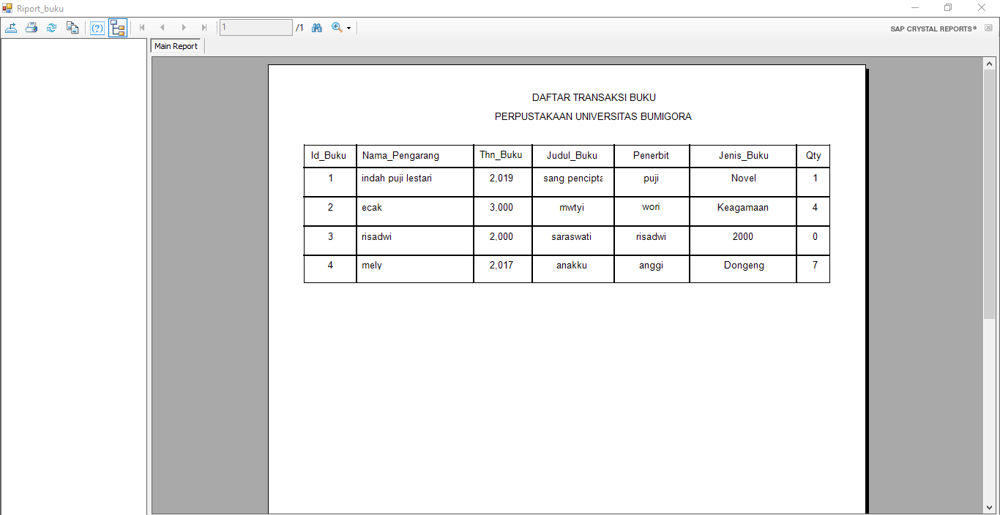 Riport_buku
1 /1
SAP CRYSTAL REPORTS®
Main Report
DAFTAR TRANSAKSI BUKU
PERPUSTAKAAN UNIVERSITAS BUMIGORA
Id_Buku Nama_Pengarang Thn_Buku Judul_Buku Penerbit Jenis_Buku Qty
1 indah puji lestari 2,019 sang pencipta puji Novel 1
2 ecak 3,000 mwtyi wori Keagamaan 4
3 risadwi 2,000 saraswati risadwi 2000 0
4 mely 2,017 anakku anggi Dongeng 7